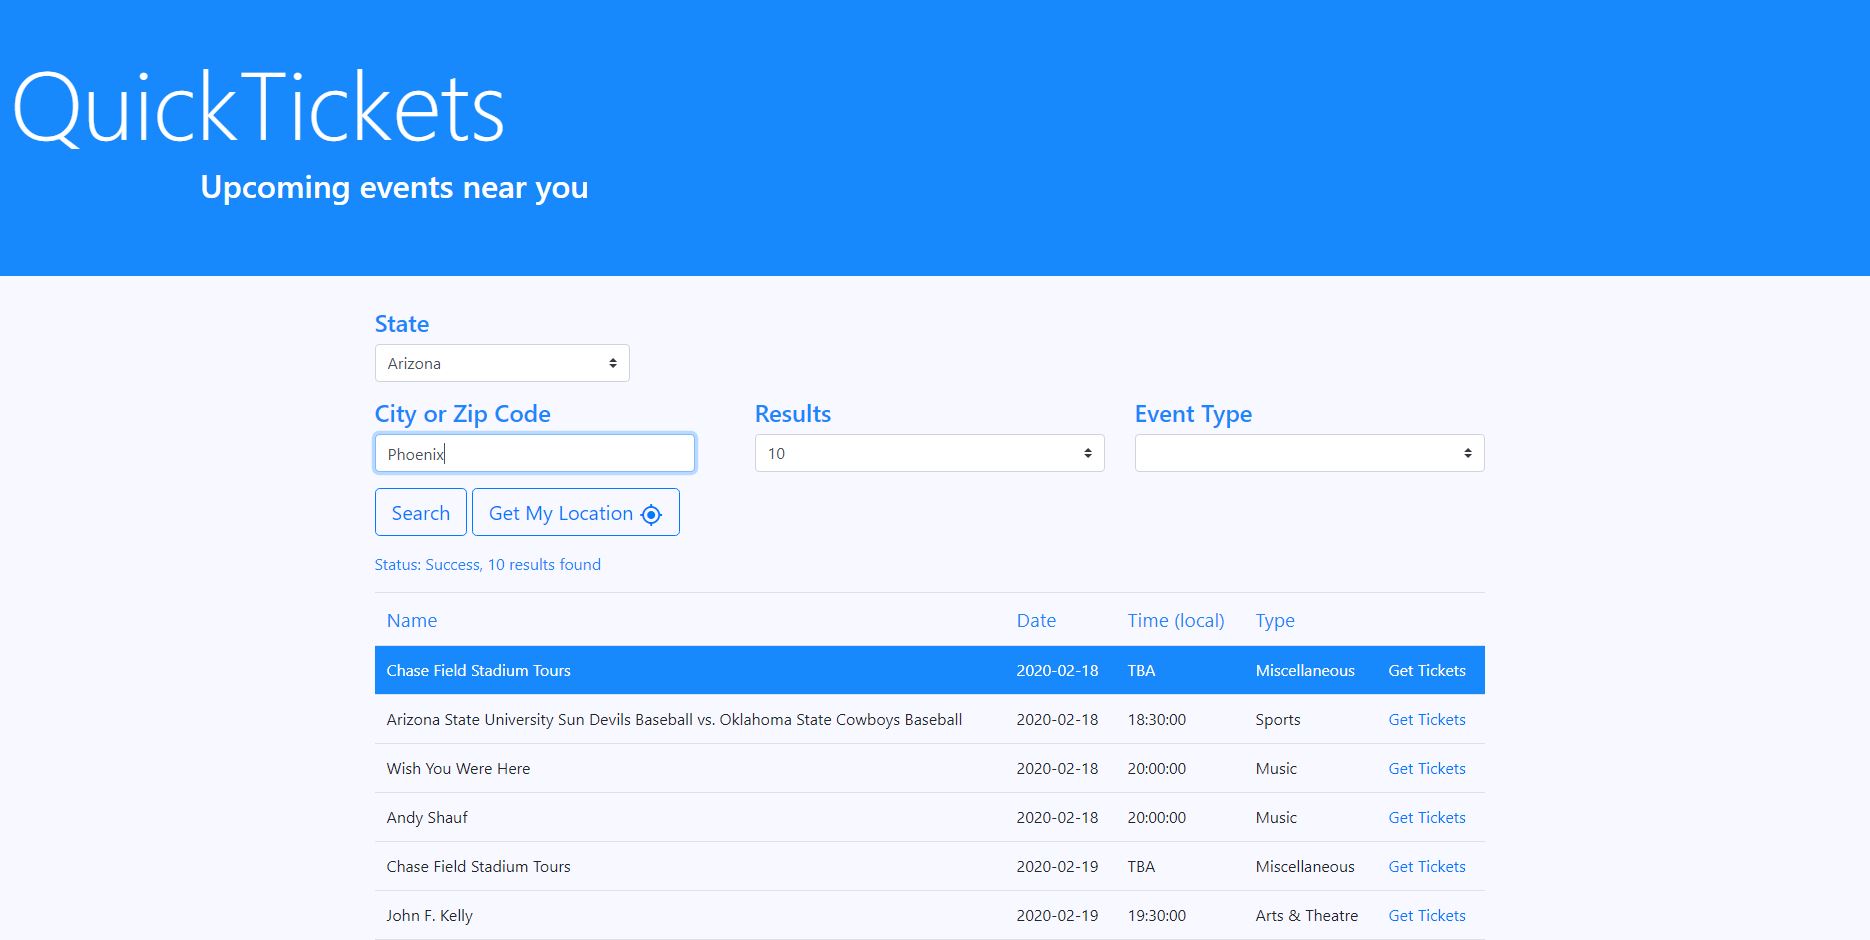 QuickTickets
Upcoming events near you
State
Arizona
City or Zip Code Results Event Type
Phoenix 10
Search Get My Location
Status: Success, 10 results found
Name Date Time (local) Type
Chase Field Stadium Tours 2020-02-18 TBA Miscellaneous Get Tickets
Arizona State University Sun Devils Baseball vs. Oklahoma State Cowboys Baseball 2020-02-18 18:30:00 Sports Get Tickets
Wish You Were Here 2020-02-18 20:00:00 Music Get Tickets
Andy Shauf 2020-02-18 20:00:00 Music Get Tickets
Chase Field Stadium Tours 2020-02-19 TBA Miscellaneous Get Tickets
John F. Kelly 2020-02-19 19:30:00 Arts & Theatre Get Tickets